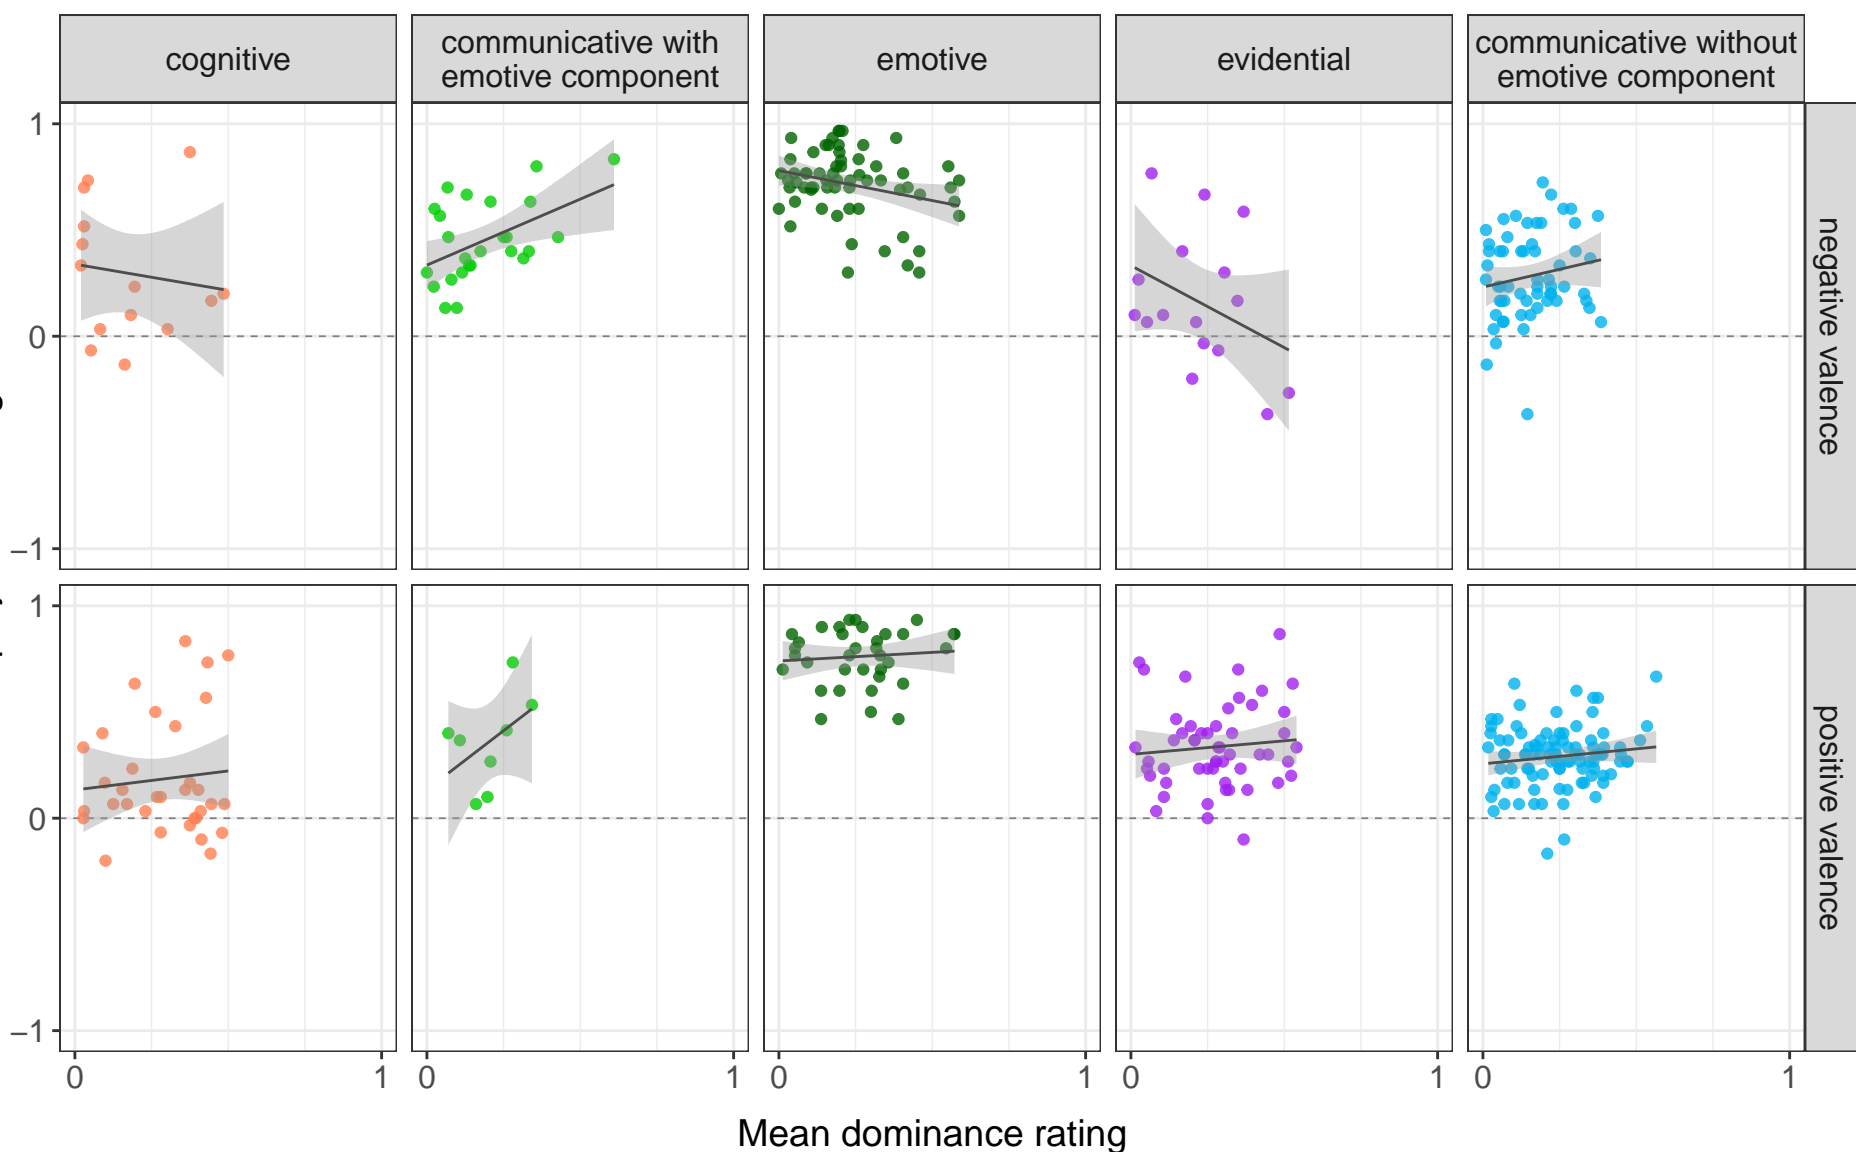 cognitive
communicative with
emotive component
emotive
evidential
communicative without
emotive component
1
0
−1
negative valence
1
0
−1
positive valence
0 1 0 1 0 1 0 1 0 1
Mean dominance rating